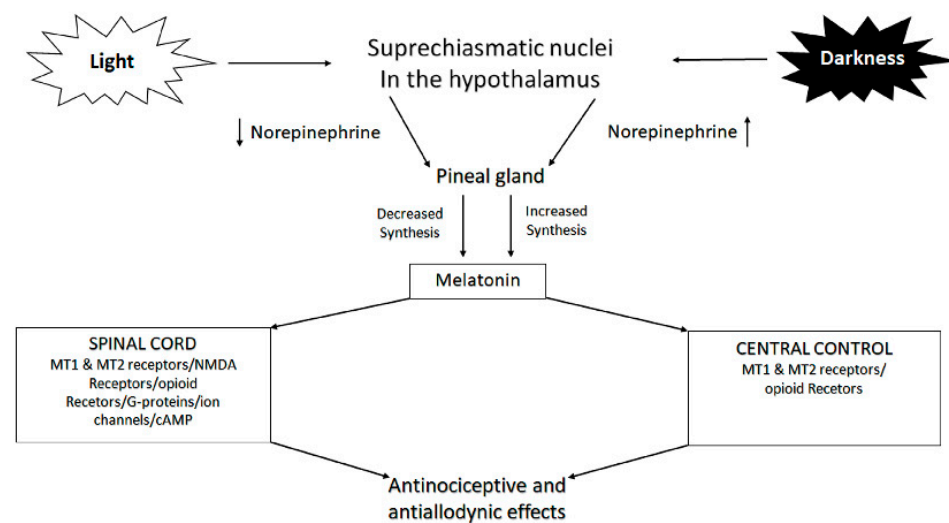 Light
Suprechiasmatic nuclei
In the hypothalamus
Darkness
Norepinephrine
Norepinephrine
Pineal gland
Decreased
Synthesis
Increased
Synthesis
Melatonin
SPINAL CORD
MT1 & MT2 receptors/NMDA
Receptors/opioid
Recetors/G-proteins/ion
channels/cAMP
CENTRAL CONTROL
MT1 & MT2 receptors/
opioid Recetors
Antinociceptive and
antiallodynic effects